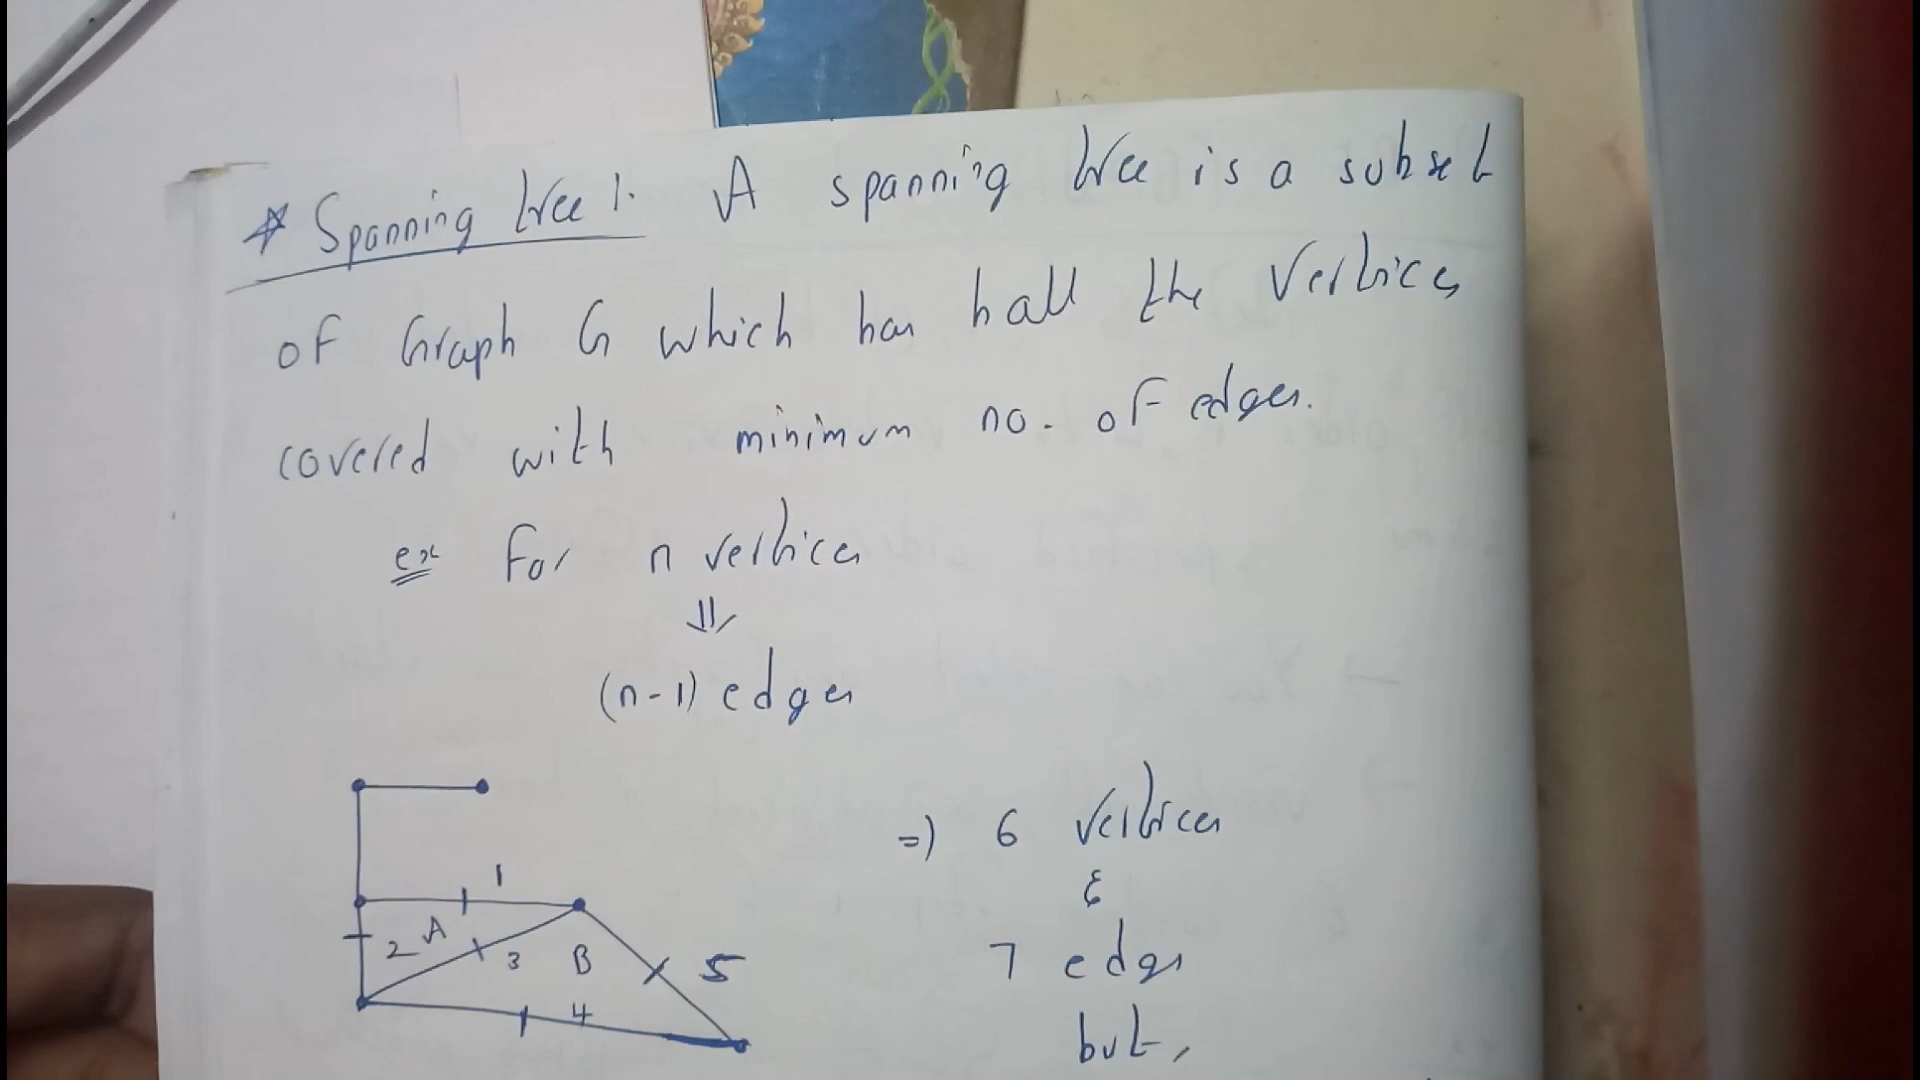 * Spanning tree :- A spanning tree is a subset
of Graph G which has hall the vertices
covered with minimum no. of edges.
ex For n vertices
⇓
(n-1) edges
=) 6 vertices
&
7 edges
but,
1
2 A 3 B 5
4